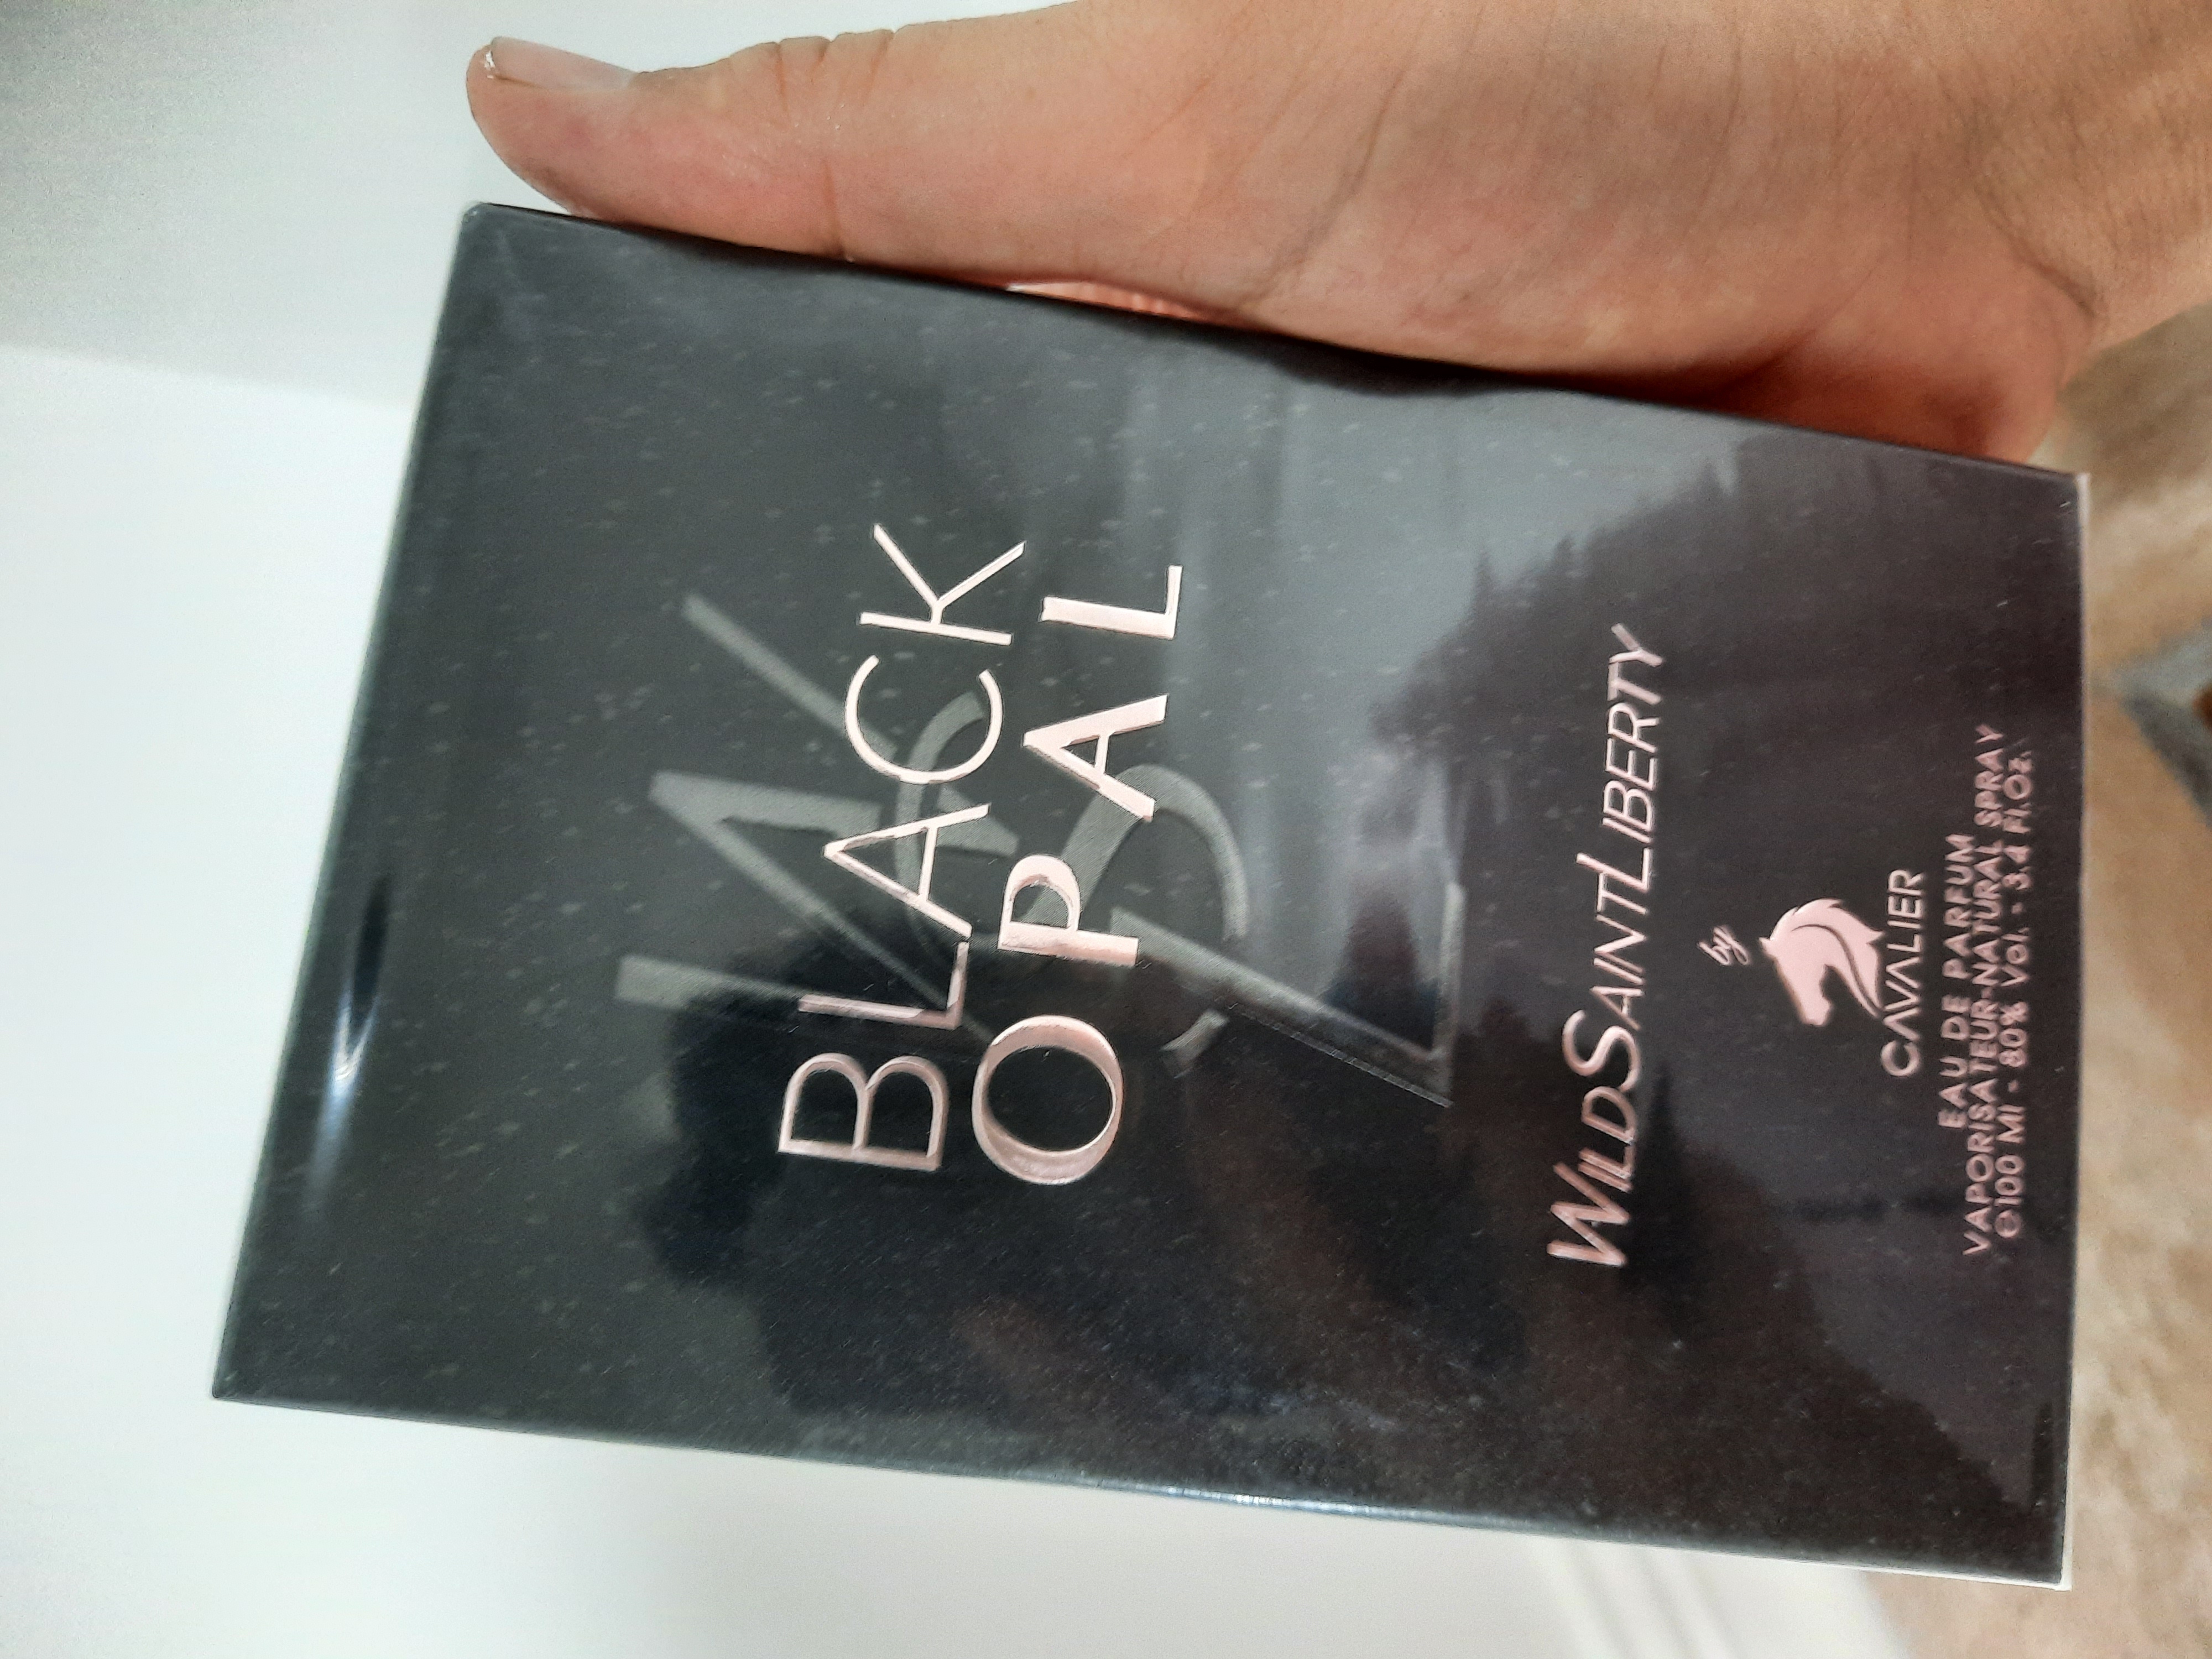 BLACK
OPAL
WSL
WILDSAINTLIBERTY
by
CAVALIER
EAU DE PARFUM
VAPORISATEUR-NATURAL SPRAY
℮100 Ml - 80% Vol. - 3.4 Fl.Oz.